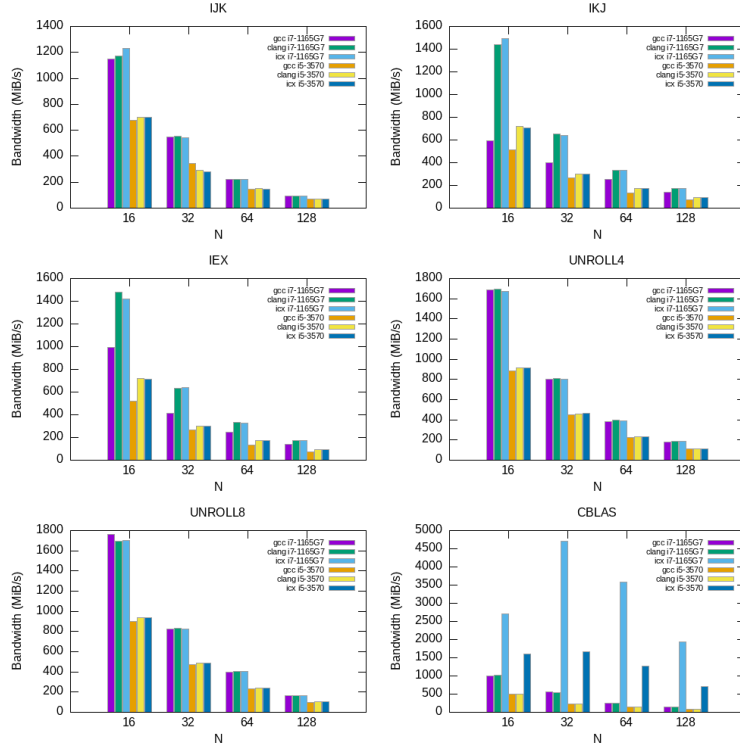 IJK
Bandwidth (MiB/s)
1400
1200
1000
800
600
400
200
0
gcc i7-1165G7
clang i7-1165G7
icx i7-1165G7
gcc i5-3570
clang i5-3570
icx i5-3570
16 32 64 128
N
IKJ
Bandwidth (MiB/s)
1600
1400
1200
1000
800
600
400
200
0
gcc i7-1165G7
clang i7-1165G7
icx i7-1165G7
gcc i5-3570
clang i5-3570
icx i5-3570
16 32 64 128
N
IEX
Bandwidth (MiB/s)
1600
1400
1200
1000
800
600
400
200
0
gcc i7-1165G7
clang i7-1165G7
icx i7-1165G7
gcc i5-3570
clang i5-3570
icx i5-3570
16 32 64 128
N
UNROLL4
Bandwidth (MiB/s)
1800
1600
1400
1200
1000
800
600
400
200
0
gcc i7-1165G7
clang i7-1165G7
icx i7-1165G7
gcc i5-3570
clang i5-3570
icx i5-3570
16 32 64 128
N
UNROLL8
Bandwidth (MiB/s)
1800
1600
1400
1200
1000
800
600
400
200
0
gcc i7-1165G7
clang i7-1165G7
icx i7-1165G7
gcc i5-3570
clang i5-3570
icx i5-3570
16 32 64 128
N
CBLAS
Bandwidth (MiB/s)
5000
4500
4000
3500
3000
2500
2000
1500
1000
500
0
gcc i7-1165G7
clang i7-1165G7
icx i7-1165G7
gcc i5-3570
clang i5-3570
icx i5-3570
16 32 64 128
N